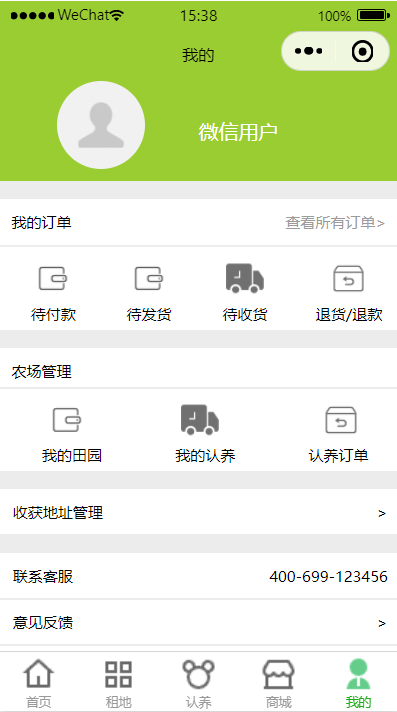 WeChat 15:38 100%
我的
微信用户
我的订单 查看所有订单>
待付款 待发货 待收货 退货/退款
农场管理
我的田园 我的认养 认养订单
收获地址管理 >
联系客服 400-699-123456
意见反馈 >
首页 租地 认养 商城 我的